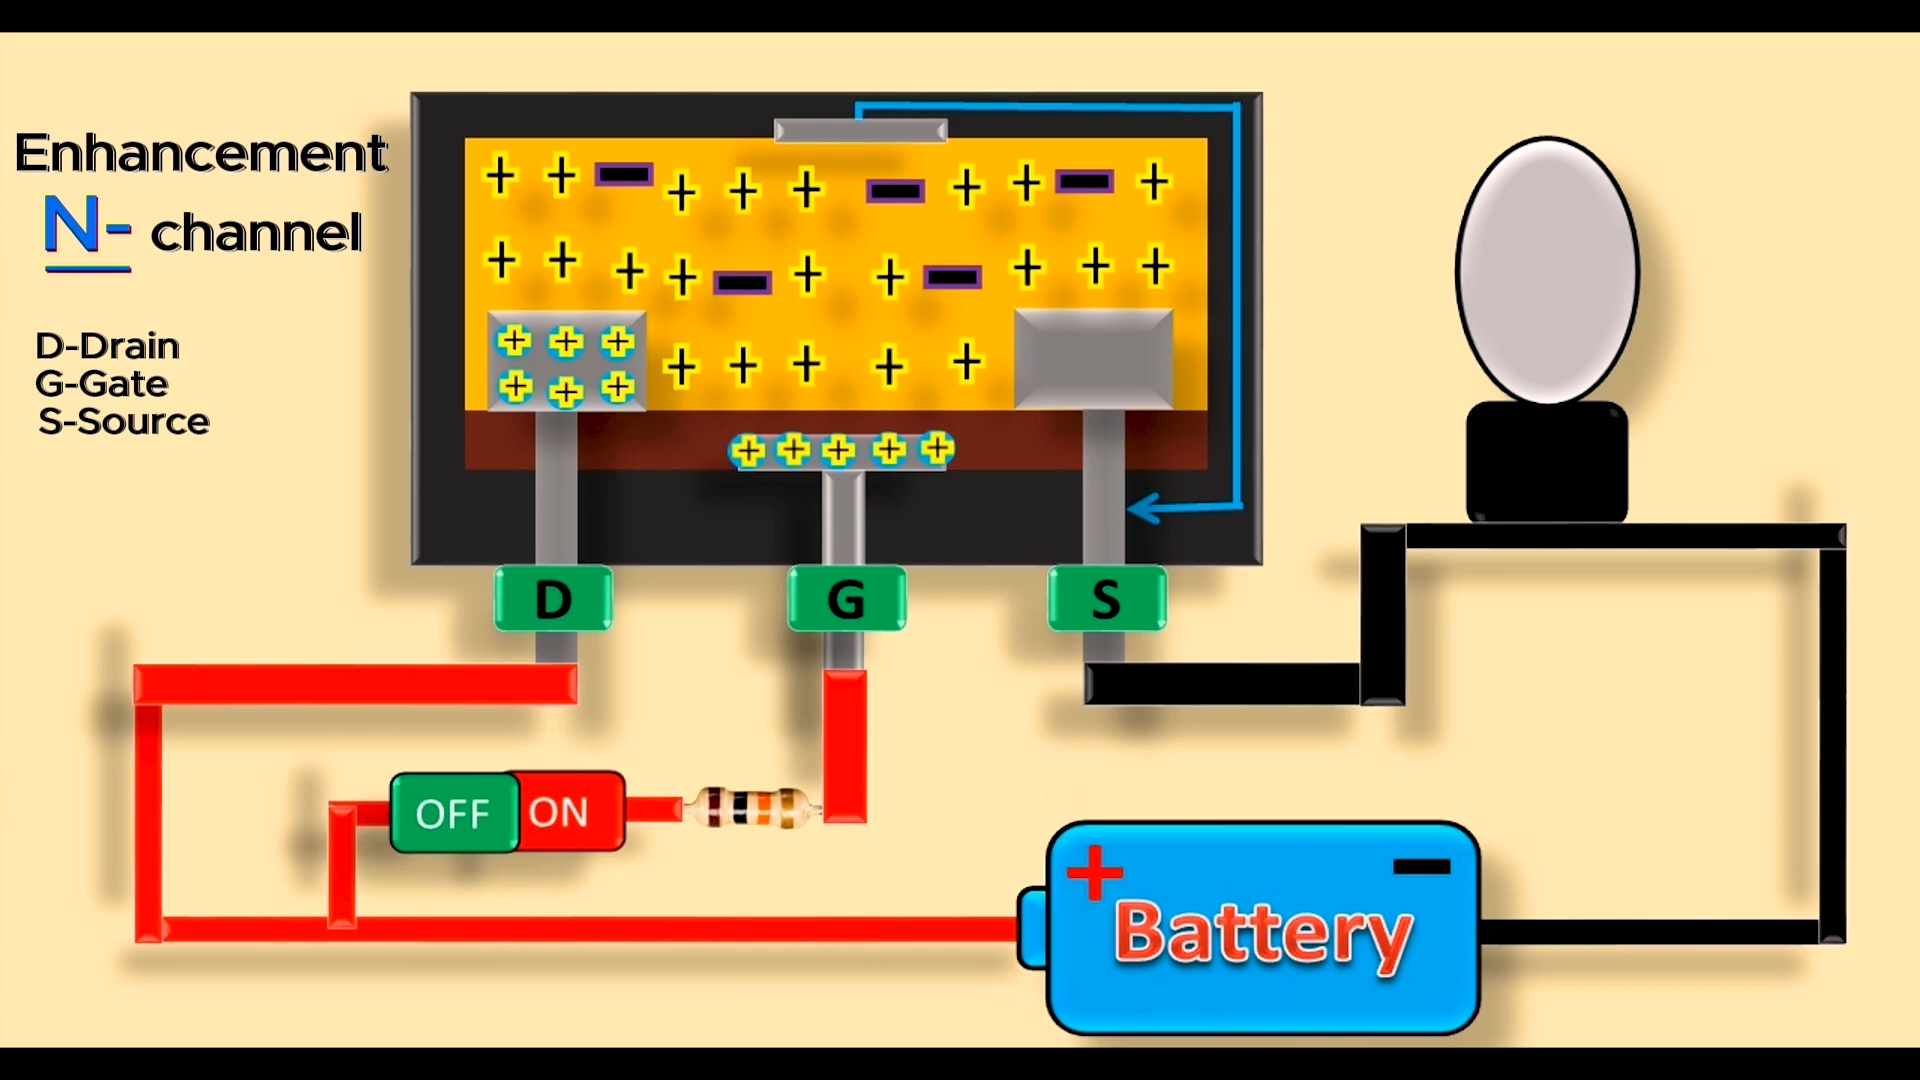 Enhancement
N- channel
D-Drain
G-Gate
S-Source
D
G
S
OFF
ON
+ -
Battery